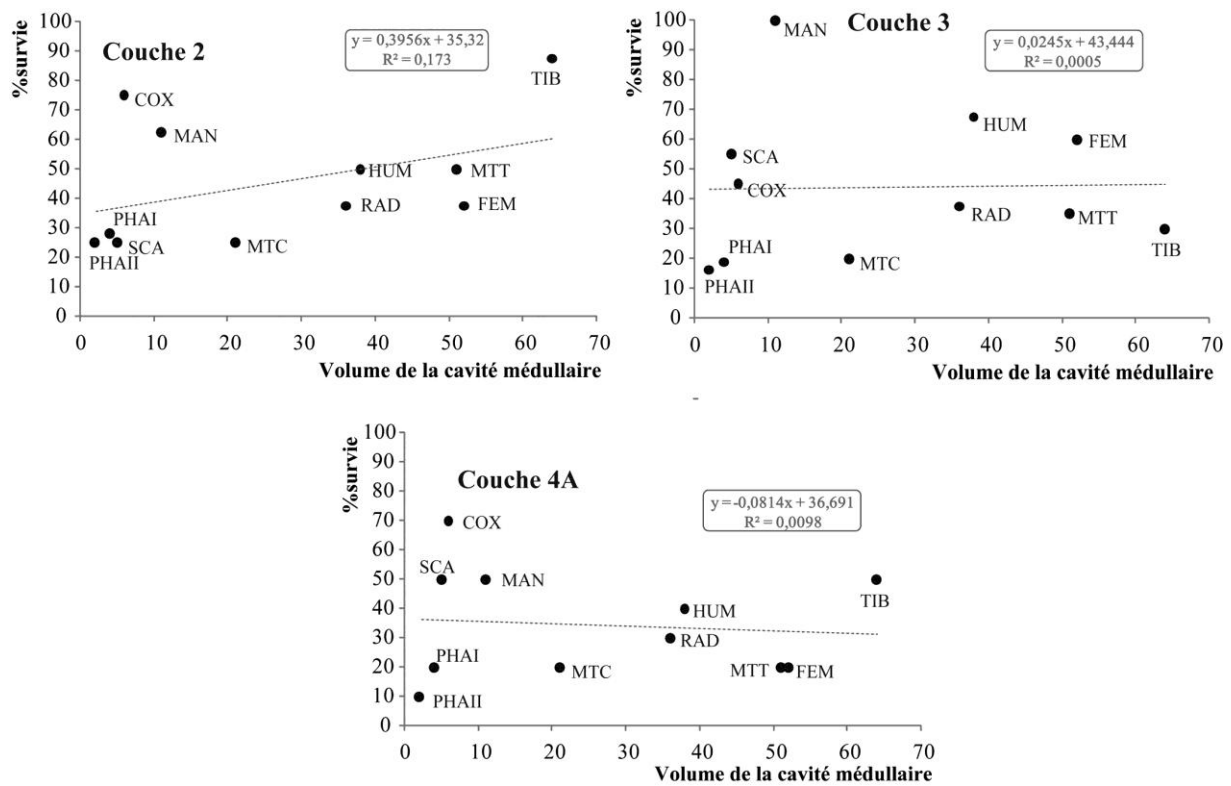 Couche 2
%survie
y = 0,3956x + 35,32
R² = 0,173
100
90
80
70
60
50
40
30
20
10
0
TIB
COX
MAN
HUM
MTT
RAD
FEM
PHAI
SCA
MTC
PHAII
0 10 20 30 40 50 60 70
Volume de la cavité médullaire
Couche 3
%survie
y = 0,0245x + 43,444
R² = 0,0005
100
90
80
70
60
50
40
30
20
10
0
MAN
HUM
FEM
SCA
COX
RAD
MTT
TIB
PHAI
MTC
PHAII
0 10 20 30 40 50 60 70
Volume de la cavité médullaire
Couche 4A
%survie
y = -0,0814x + 36,691
R² = 0,0098
100
90
80
70
60
50
40
30
20
10
0
COX
SCA
MAN
TIB
HUM
RAD
PHAI
MTC
MTT
FEM
PHAII
0 10 20 30 40 50 60 70
Volume de la cavité médullaire